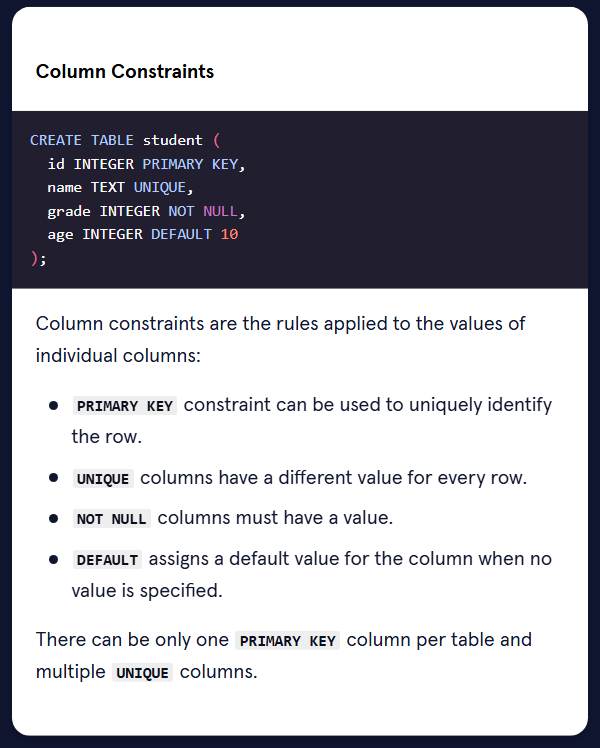 Column Constraints
CREATE TABLE student (
  id INTEGER PRIMARY KEY,
  name TEXT UNIQUE,
  grade INTEGER NOT NULL,
  age INTEGER DEFAULT 10
);
Column constraints are the rules applied to the values of
individual columns:
• PRIMARY KEY constraint can be used to uniquely identify
the row.
• UNIQUE columns have a different value for every row.
• NOT NULL columns must have a value.
• DEFAULT assigns a default value for the column when no
value is specified.
There can be only one PRIMARY KEY column per table and
multiple UNIQUE columns.